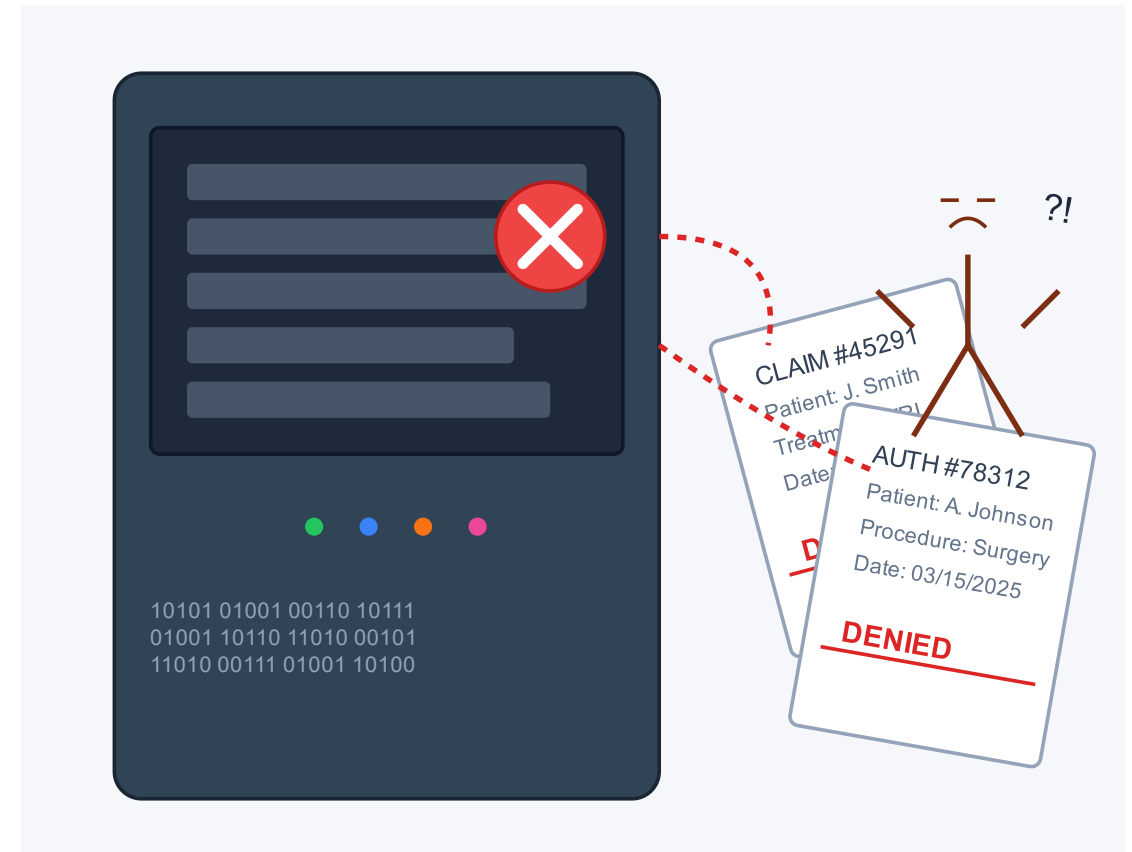 ?!
CLAIM #45291
Patient: J. Smith
Date:
AUTH #78312
Patient: A. Johnson
Procedure: Surgery
Date: 03/15/2025
DENIED
10101 01001 00110 10111
01001 10110 11010 00101
11010 00111 01001 10100